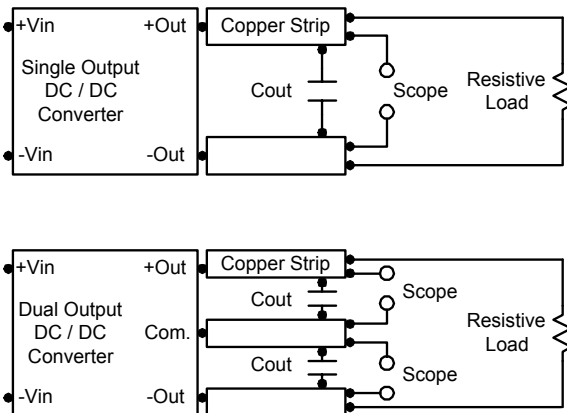 +Vin
+Out
Copper Strip
Single Output
DC / DC
Converter
Cout
Scope
Resistive
Load
-Vin
-Out
+Vin
+Out
Copper Strip
Cout
Scope
Dual Output
DC / DC
Converter
Com.
Resistive
Load
Cout
Scope
-Vin
-Out